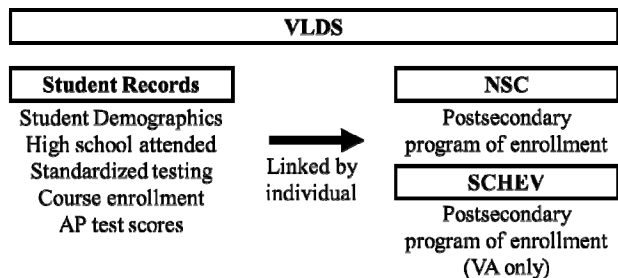 VLDS
Student Records
Student Demographics
High school attended
Standardized testing
Course enrollment
AP test scores
Linked by
individual
NSC
Postsecondary
program of enrollment
SCHEV
Postsecondary
program of enrollment
(VA only)